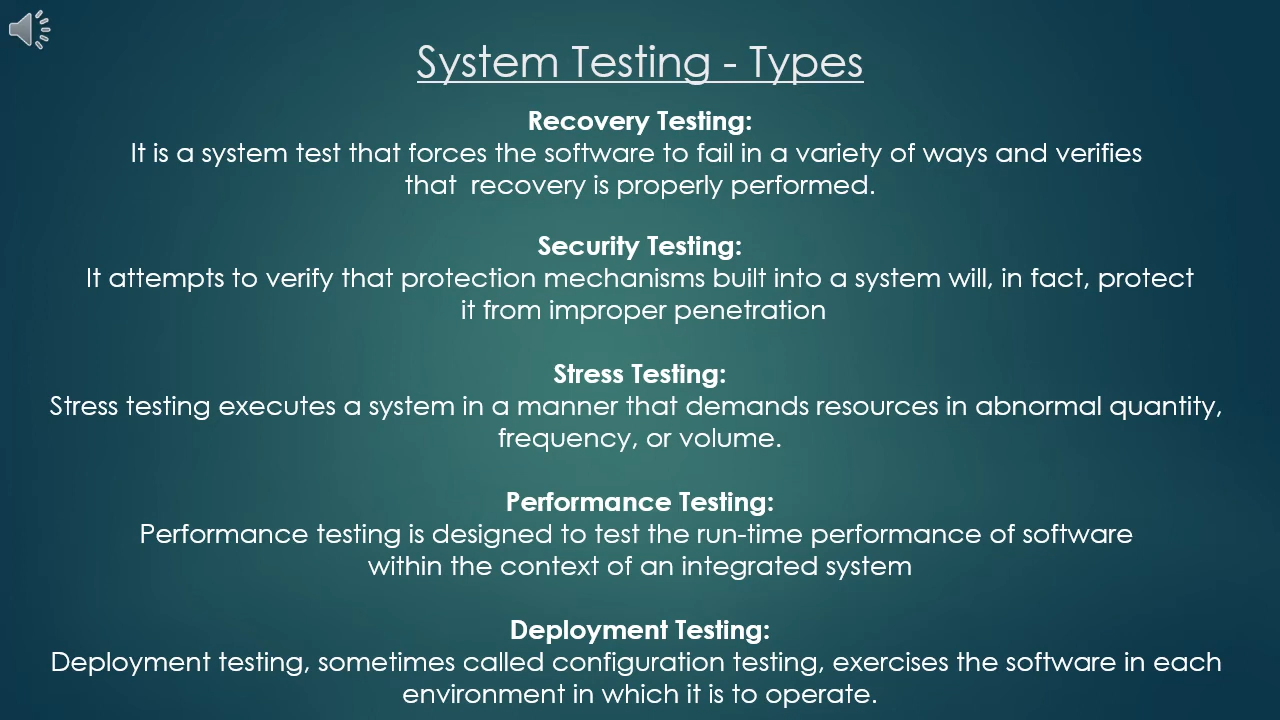 System Testing - Types
Recovery Testing:
It is a system test that forces the software to fail in a variety of ways and verifies
that  recovery is properly performed.
Security Testing:
It attempts to verify that protection mechanisms built into a system will, in fact, protect
it from improper penetration
Stress Testing:
Stress testing executes a system in a manner that demands resources in abnormal quantity,
frequency, or volume.
Performance Testing:
Performance testing is designed to test the run-time performance of software
within the context of an integrated system
Deployment Testing:
Deployment testing, sometimes called configuration testing, exercises the software in each
environment in which it is to operate.